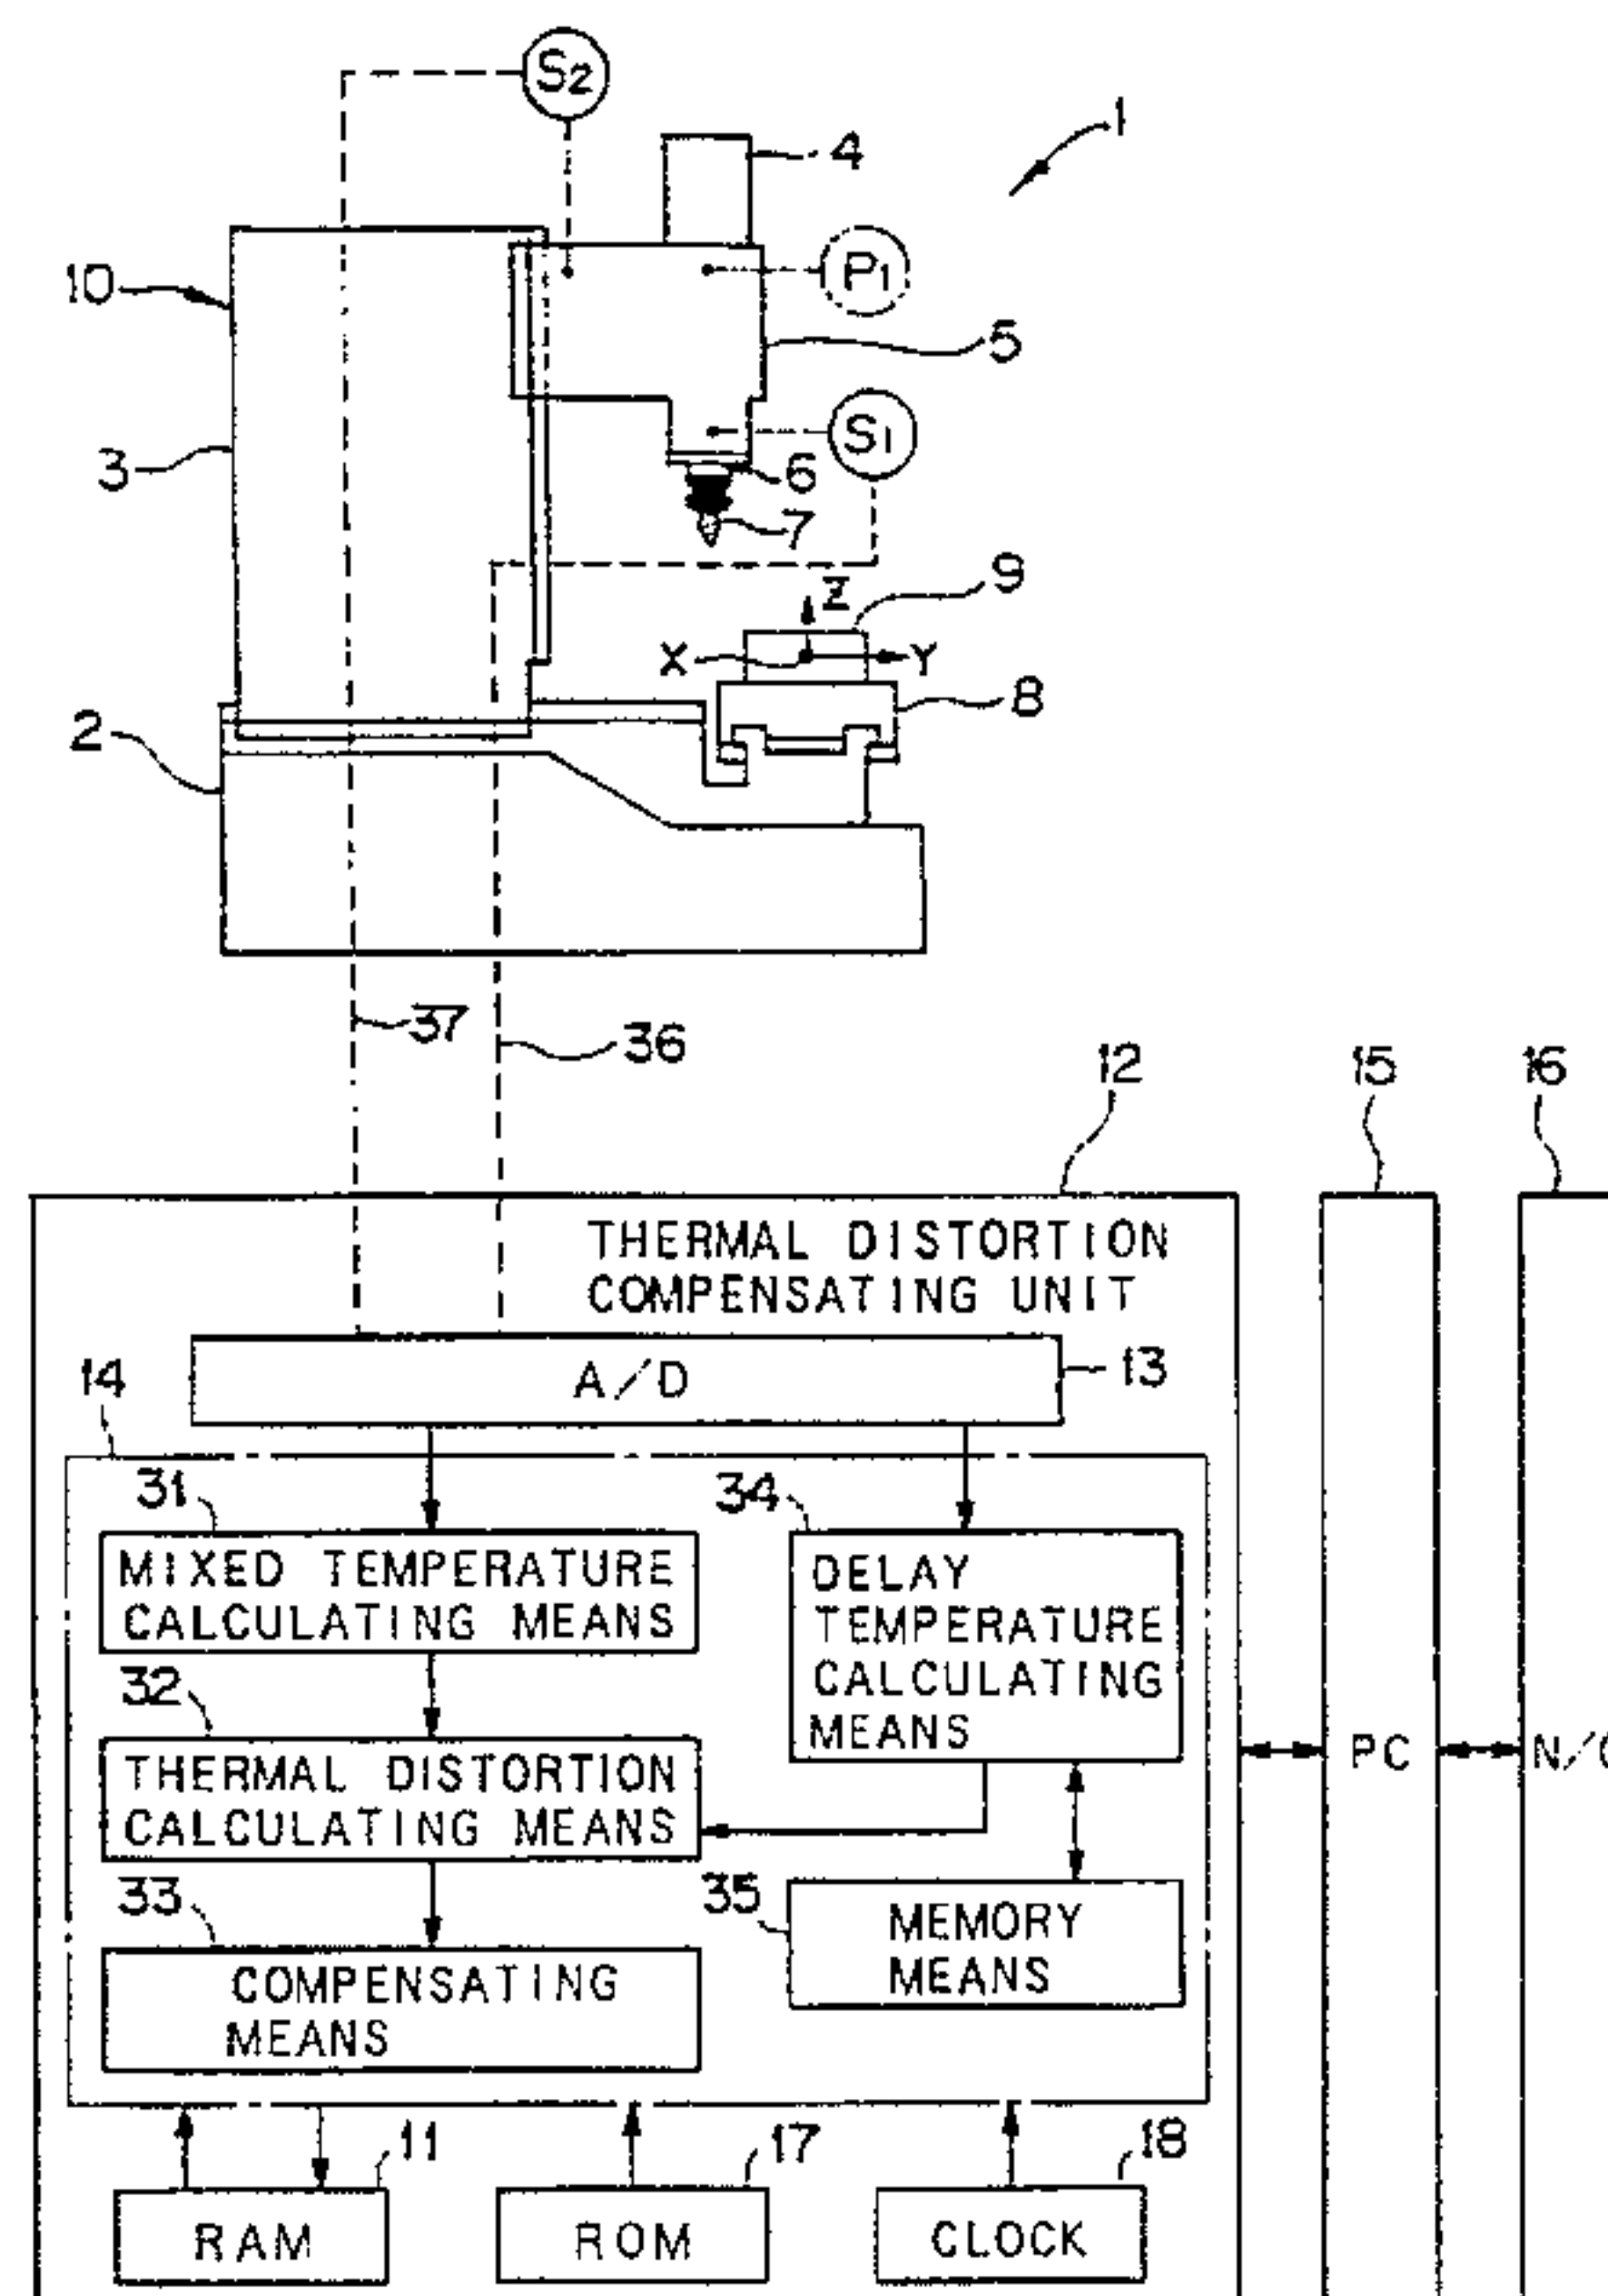 S2
1
4
10
P1
5
S1
3
6
7
9
Z
X
Y
8
2
37
36
12
15
16
THERMAL DISTORTION
COMPENSATING UNIT
A/D
13
14
31
34
MIXED TEMPERATURE
CALCULATING MEANS
DELAY
TEMPERATURE
CALCULATING
MEANS
32
THERMAL DISTORTION
CALCULATING MEANS
PC
N/C
33
35
MEMORY
MEANS
COMPENSATING
MEANS
11
17
18
RAM
ROM
CLOCK